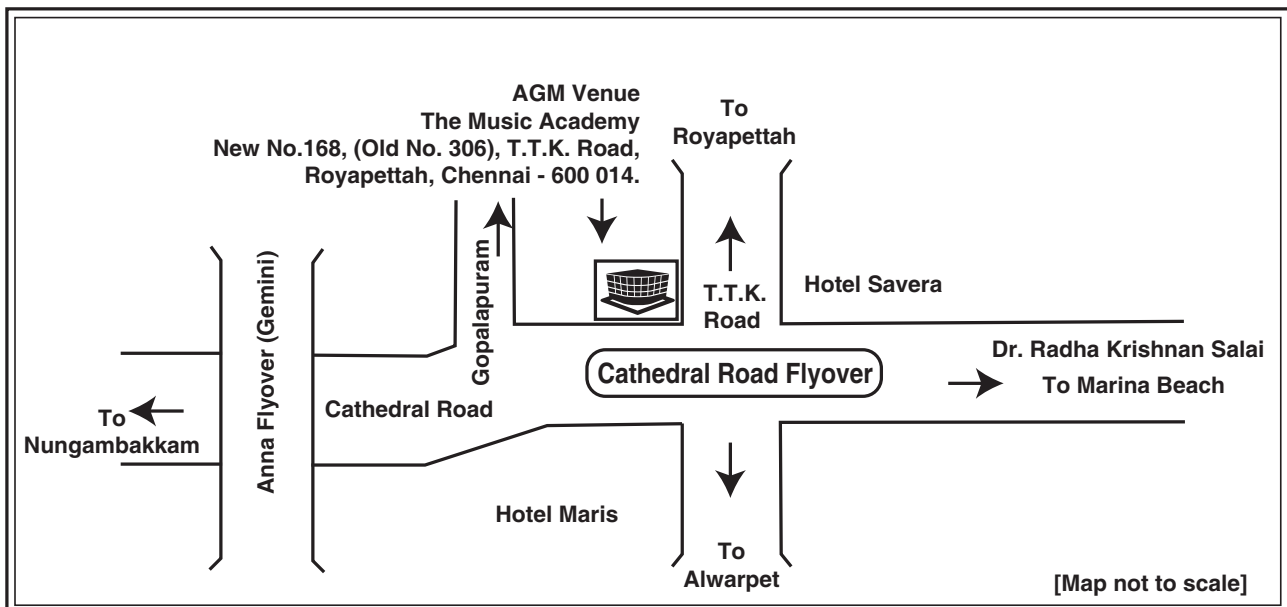 AGM Venue
The Music Academy
New No.168, (Old No. 306), T.T.K. Road,
Royapettah, Chennai - 600 014.
To
Royapettah
Anna Flyover (Gemini)
Gopalapuram
T.T.K.
Road
Hotel Savera
Cathedral Road Flyover
Dr. Radha Krishnan Salai
To Marina Beach
Cathedral Road
To
Nungambakkam
Hotel Maris
To
Alwarpet
[Map not to scale]